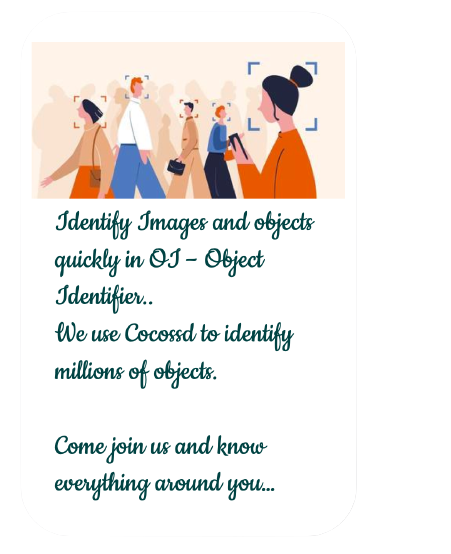 Identify Images and objects
quickly in OI – Object
Identifier..
We use Cocossd to identify
millions of objects.
Come join us and know
everything around you...